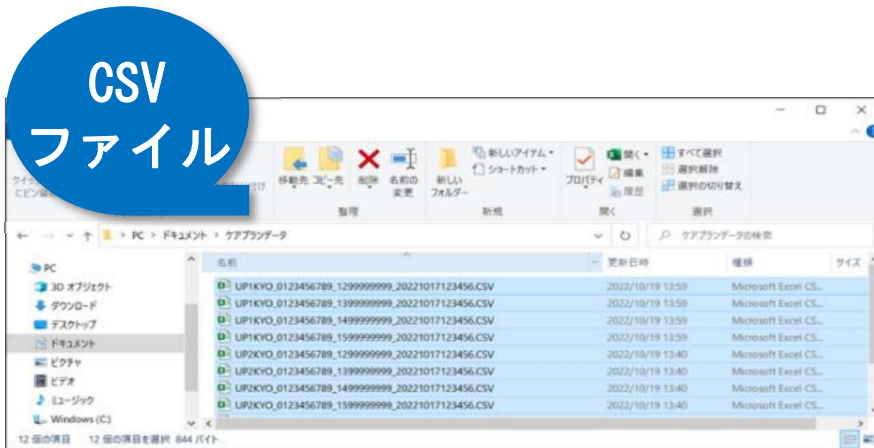 CSV
ファイル
移動先 コピー先 削除 名前の変更
新しいフォルダー
新しいアイテム
ショートカット
プロパティ
開く
編集
履歴
すべて選択
選択解除
選択の切り替え
整理 新規 開く 選択
PC > ドキュメント > ケアプランデータ
ケアプランデータの検索
名前 更新日時 種類 サイズ
PC
3D オブジェクト
ダウンロード
デスクトップ
ドキュメント
ピクチャ
ビデオ
ミュージック
Windows (C:)
UP1KYO_0123456789_1299999999_20221017123456.CSV 2022/10/19 13:59 Microsoft Excel CS...
UP1KYO_0123456789_1399999999_20221017123456.CSV 2022/10/19 13:59 Microsoft Excel CS...
UP1KYO_0123456789_1499999999_20221017123456.CSV 2022/10/19 13:59 Microsoft Excel CS...
UP1KYO_0123456789_1599999999_20221017123456.CSV 2022/10/19 13:59 Microsoft Excel CS...
UP2KYO_0123456789_1299999999_20221017123456.CSV 2022/10/19 13:40 Microsoft Excel CS...
UP2KYO_0123456789_1399999999_20221017123456.CSV 2022/10/19 13:40 Microsoft Excel CS...
UP2KYO_0123456789_1499999999_20221017123456.CSV 2022/10/19 13:40 Microsoft Excel CS...
UP2KYO_0123456789_1599999999_20221017123456.CSV 2022/10/19 13:40 Microsoft Excel CS...
12 個の項目 12 個の項目を選択 844 バイト